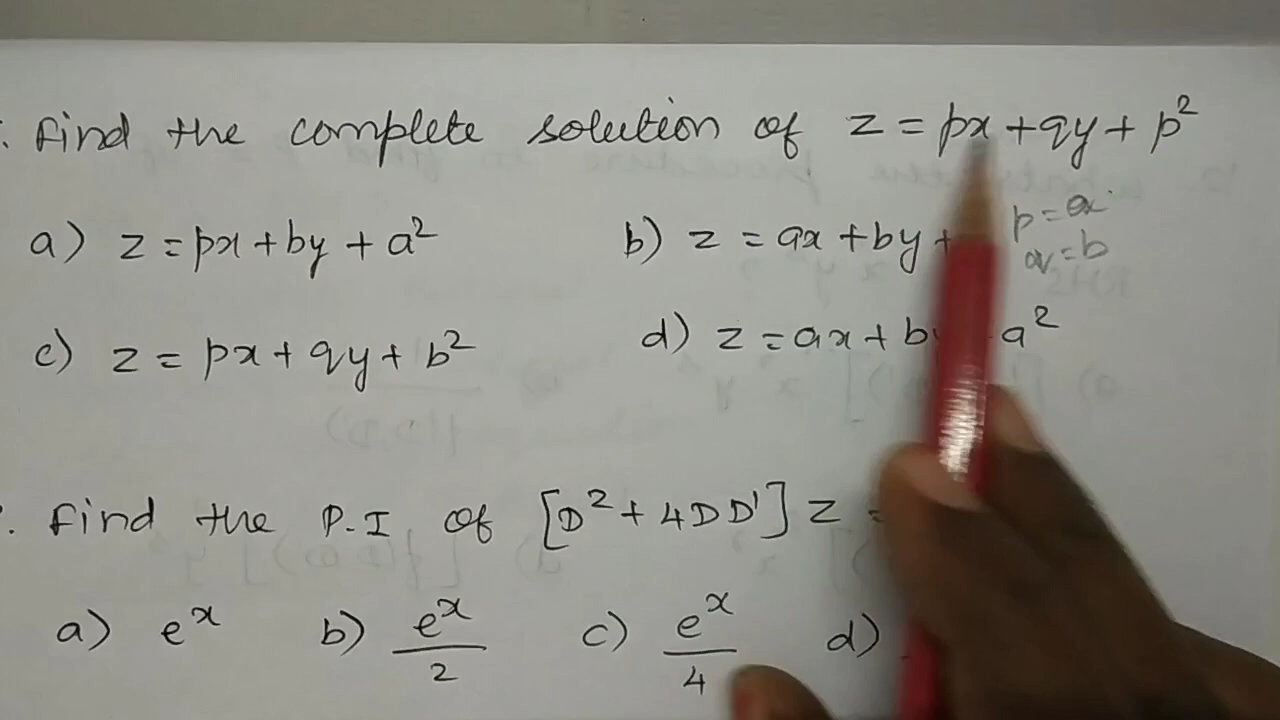 . Find the complete solution of z = px + qy + p²
a) z = px + by + a²
b) z = ax + by +
p = a
q = b
c) z = px + qy + b²
d) z = ax + b a²
. Find the P.I of [D² + 4DD'] z =
a) eˣ b) eˣ/2 c) eˣ/4 d)